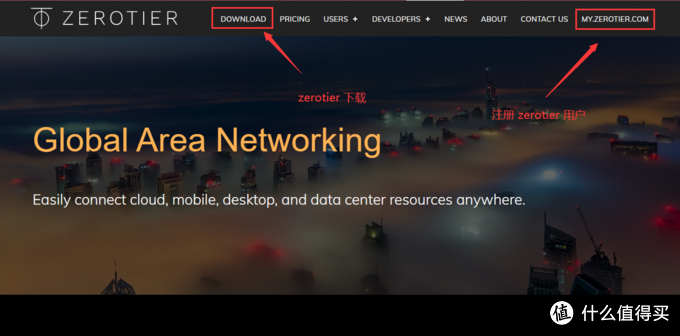 ZEROTIER
DOWNLOAD PRICING USERS + DEVELOPERS + NEWS ABOUT CONTACT US MY.ZEROTIER.COM
zerotier 下载
注册 zerotier 用户
Global Area Networking
Easily connect cloud, mobile, desktop, and data center resources anywhere.
值 什么值得买